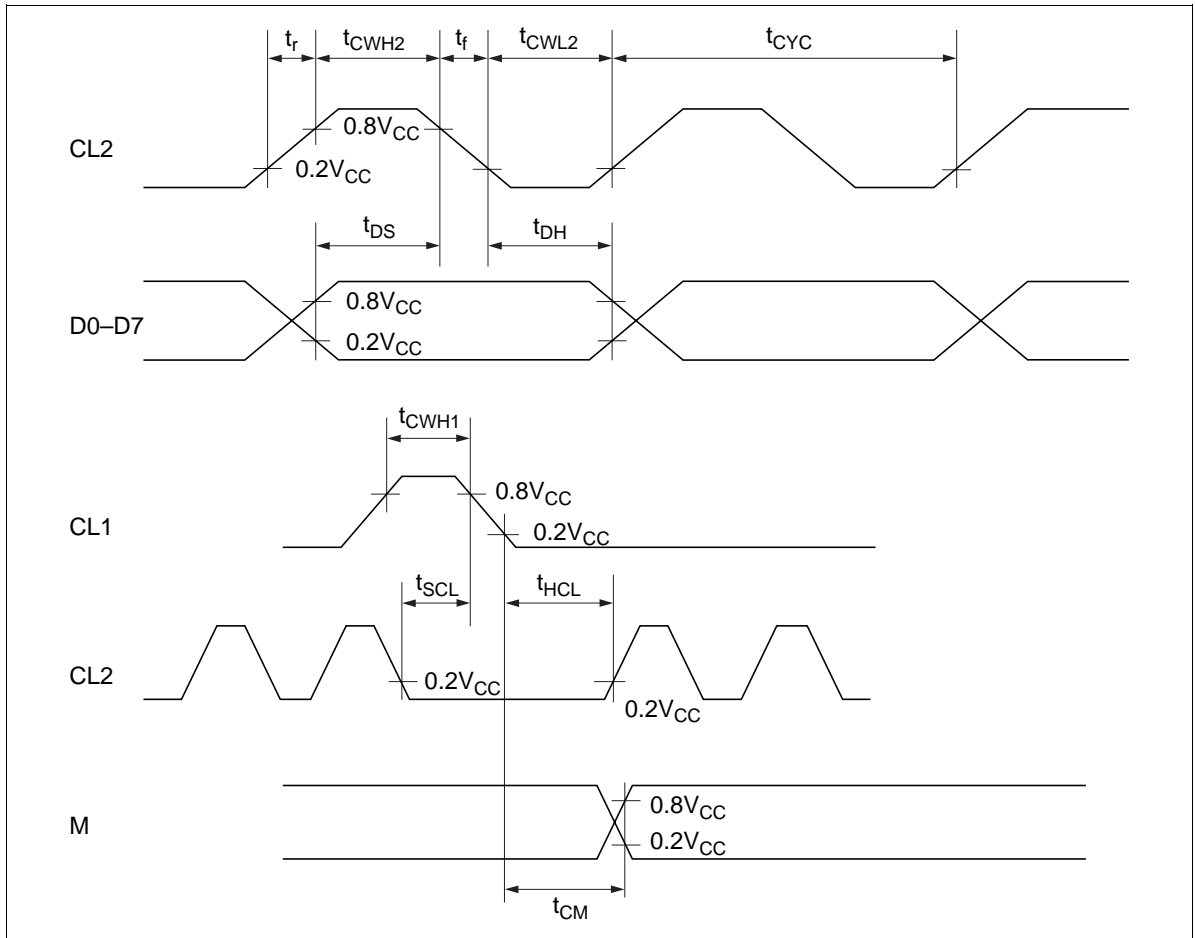 tr tCWH2 tf tCWL2 tCYC
CL2
0.8VCC
0.2VCC
tDS tDH
D0–D7
0.8VCC
0.2VCC
tCWH1
CL1
0.8VCC
0.2VCC
tSCL tHCL
CL2
0.2VCC
0.2VCC
M
0.8VCC
0.2VCC
tCM